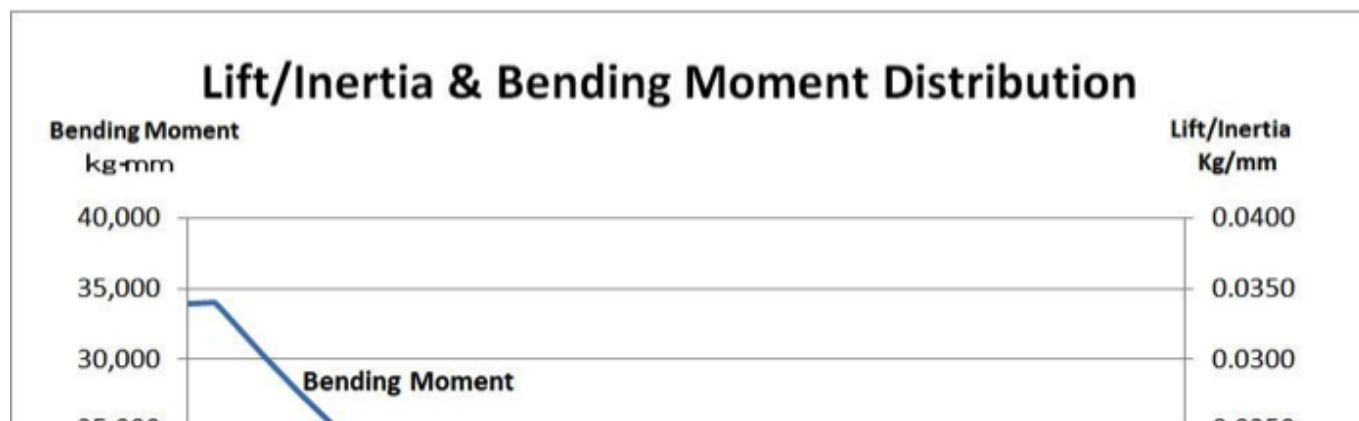 Lift/Inertia & Bending Moment Distribution
Bending Moment
kg-mm
Lift/Inertia
Kg/mm
40,000
0.0400
35,000
0.0350
30,000
0.0300
Bending Moment